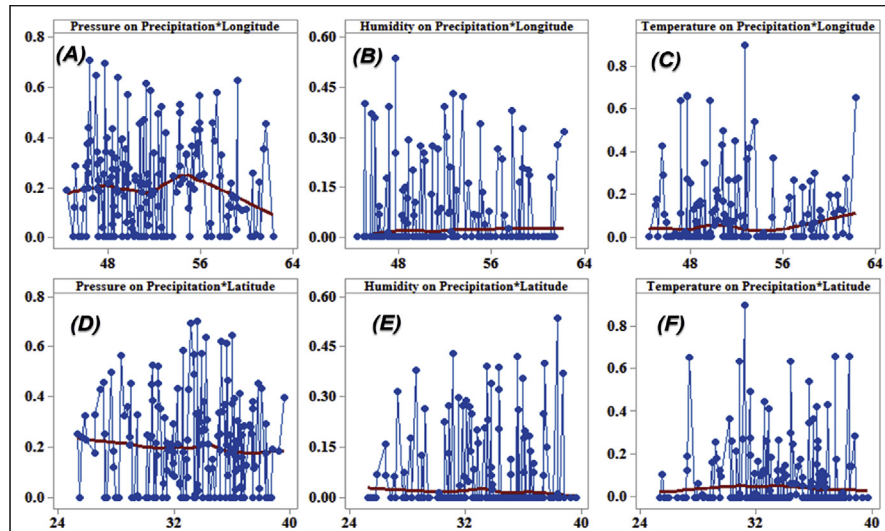 Pressure on Precipitation*Longitude
(A)
0.8
0.6
0.4
0.2
0.0
48 56 64
Humidity on Precipitation*Longitude
(B)
0.60
0.45
0.30
0.15
0.00
48 56 64
Temperature on Precipitation*Longitude
(C)
0.8
0.6
0.4
0.2
0.0
48 56 64
Pressure on Precipitation*Latitude
(D)
0.8
0.6
0.4
0.2
0.0
24 32 40
Humidity on Precipitation*Latitude
(E)
0.60
0.45
0.30
0.15
0.00
24 32 40
Temperature on Precipitation*Latitude
(F)
0.8
0.6
0.4
0.2
0.0
24 32 40